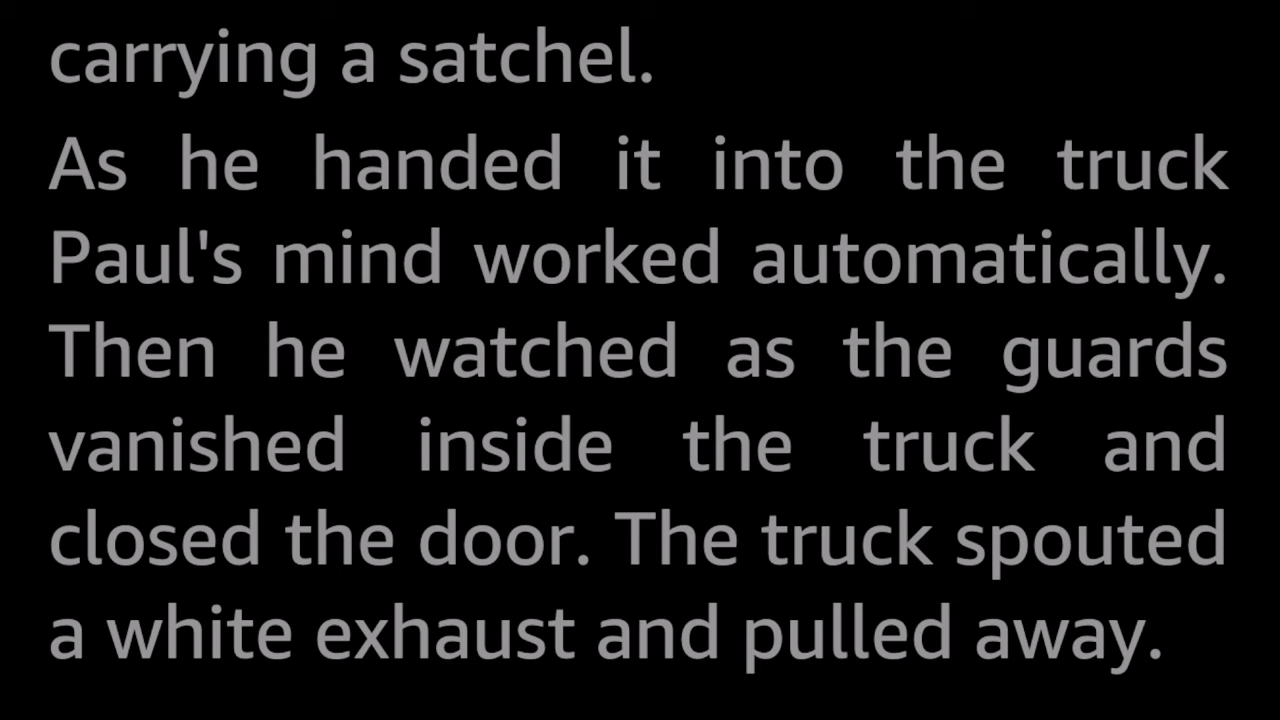 carrying a satchel.
As he handed it into the truck
Paul's mind worked automatically.
Then he watched as the guards
vanished inside the truck and
closed the door. The truck spouted
a white exhaust and pulled away.